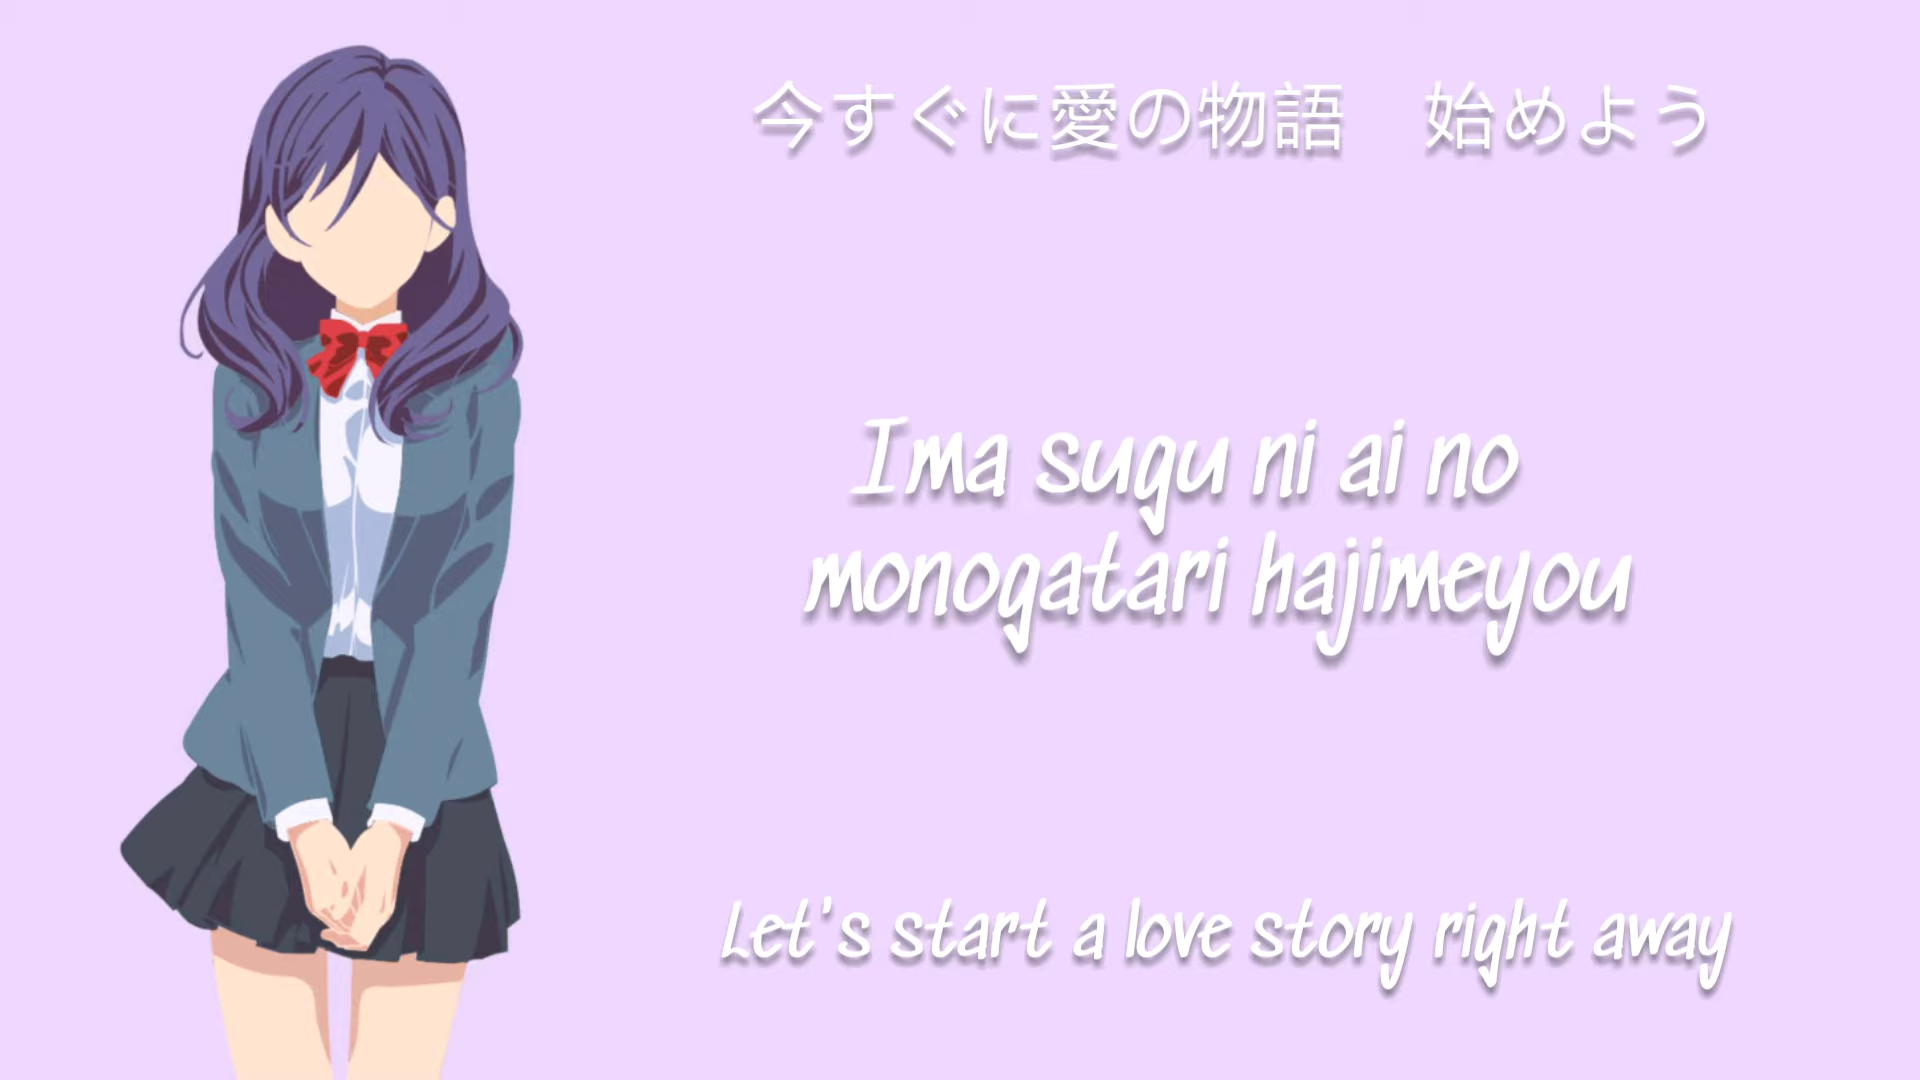 今すぐに愛の物語　始めよう
Ima sugu ni ai no
monogatari hajimeyou
Let's start a love story right away